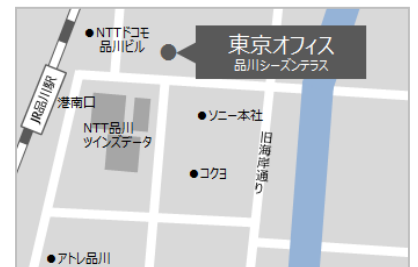 ●NTTドコモ
品川ビル
東京オフィス
品川シーズンテラス
JR品川駅
港南口
●ソニー本社
NTT品川
ツインズデータ
旧海岸通り
●コクヨ
●アトレ品川